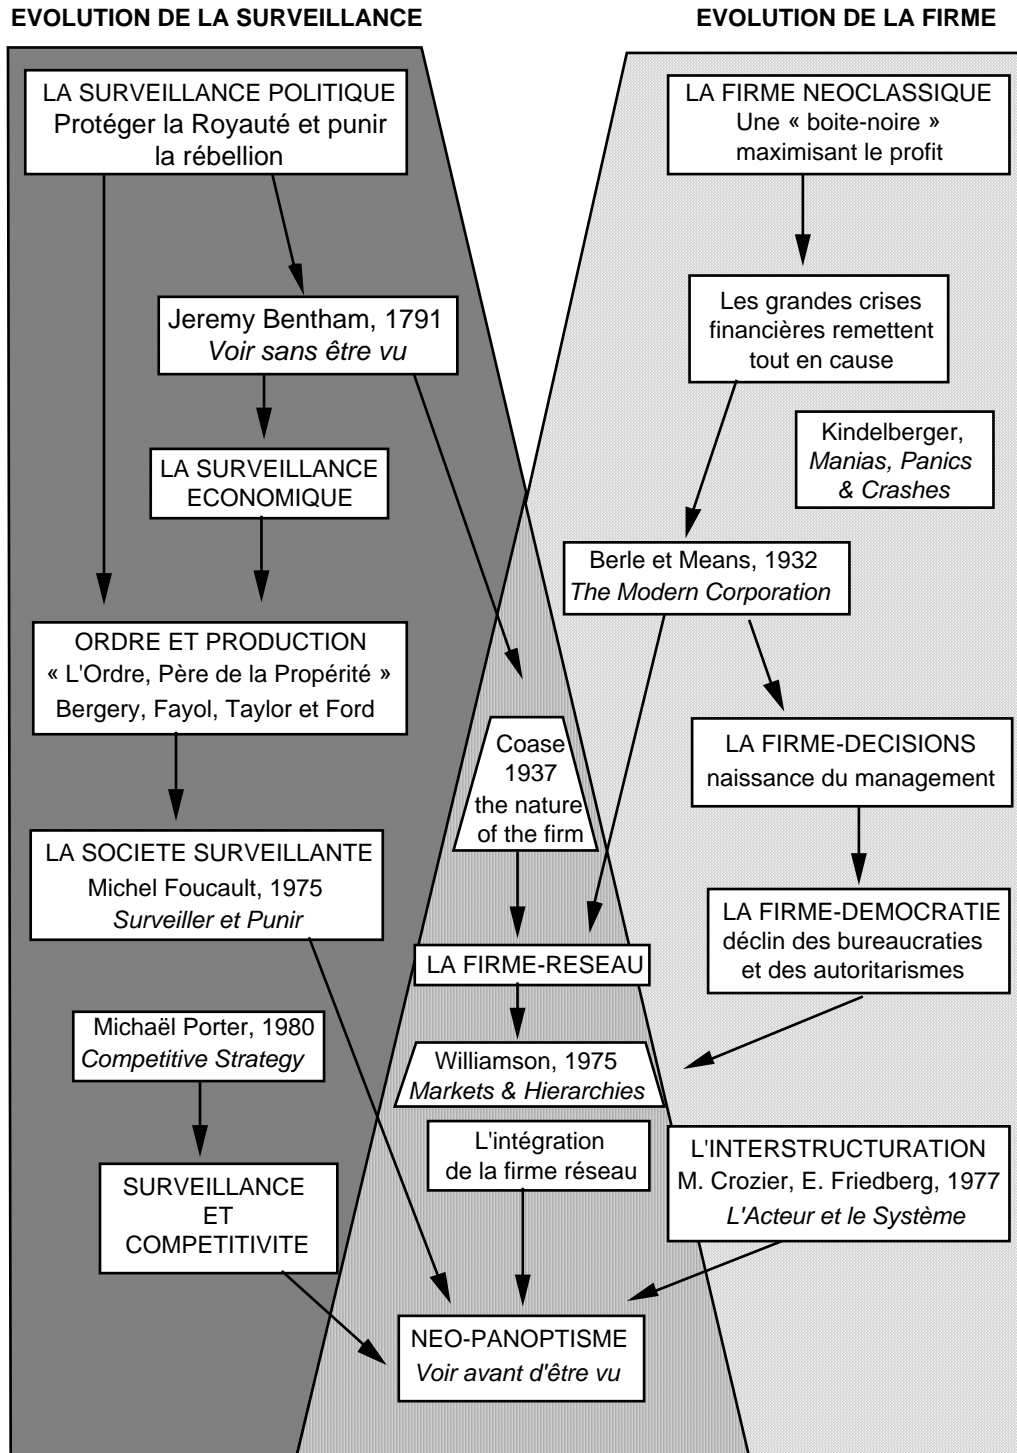 EVOLUTION DE LA SURVEILLANCE
EVOLUTION DE LA FIRME
LA SURVEILLANCE POLITIQUE
Protéger la Royauté et punir
la rébellion
LA FIRME NEOCLASSIQUE
Une « boite-noire »
maximisant le profit
Jeremy Bentham, 1791
Voir sans être vu
Les grandes crises
financières remettent
tout en cause
Kindelberger,
Manias, Panics
& Crashes
LA SURVEILLANCE
ECONOMIQUE
Berle et Means, 1932
The Modern Corporation
ORDRE ET PRODUCTION
« L'Ordre, Père de la Propérité »
Bergery, Fayol, Taylor et Ford
Coase
1937
the nature
of the firm
LA FIRME-DECISIONS
naissance du management
LA SOCIETE SURVEILLANTE
Michel Foucault, 1975
Surveiller et Punir
LA FIRME-DEMOCRATIE
déclin des bureaucraties
et des autoritarismes
LA FIRME-RESEAU
Michaël Porter, 1980
Competitive Strategy
Williamson, 1975
Markets & Hierarchies
L'intégration
de la firme réseau
L'INTERSTRUCTURATION
M. Crozier, E. Friedberg, 1977
L'Acteur et le Système
SURVEILLANCE
ET
COMPETITIVITE
NEO-PANOPTISME
Voir avant d'être vu